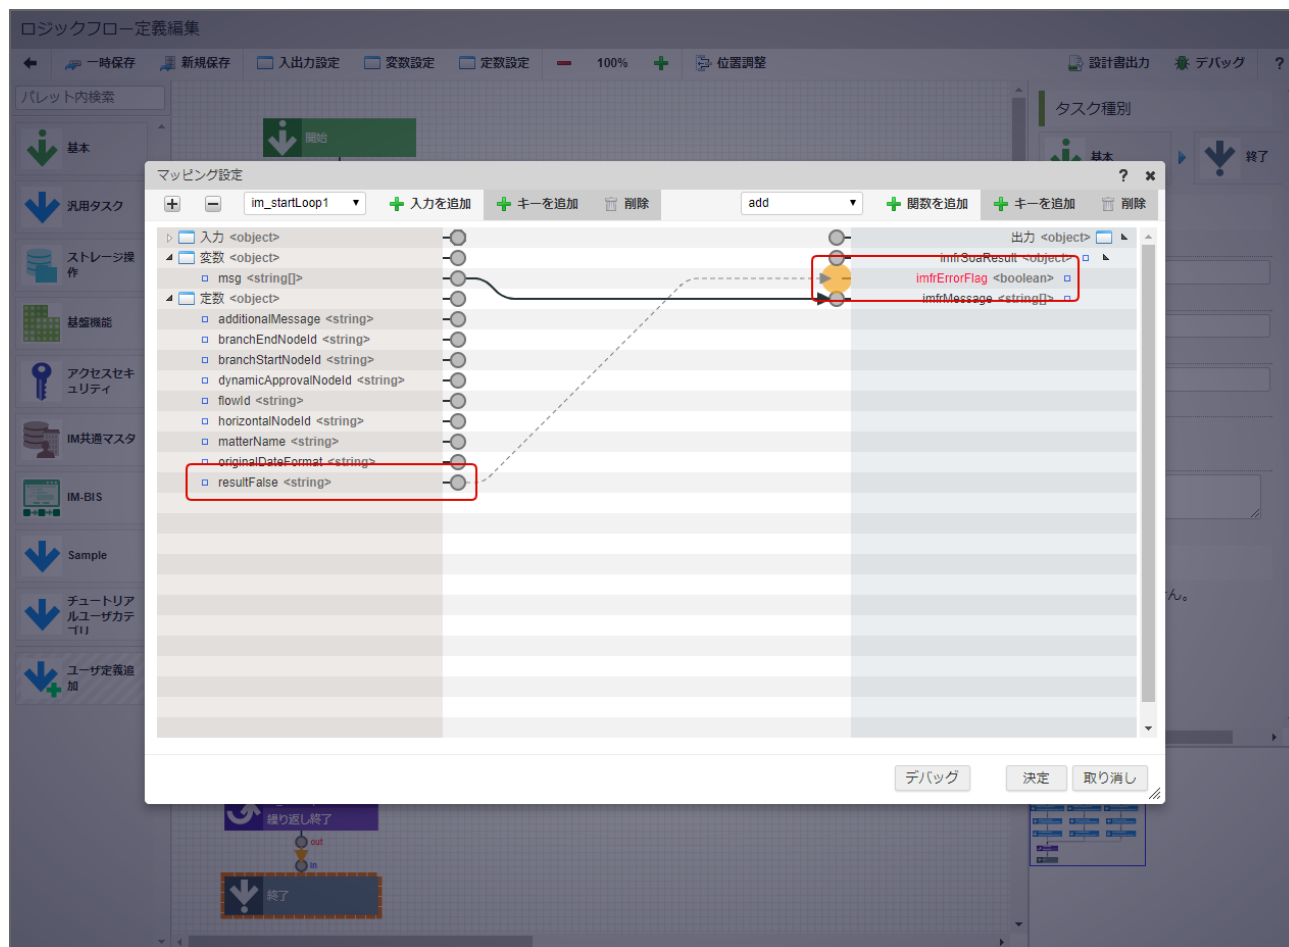 ロジックフロー定義編集
一時保存 新規保存 入出力設定 変数設定 定数設定 100% 位置調整 設計書出力 デバッグ ?
パレット内検索
タスク種別
開始
基本
基本 終了
マッピング設定 ?
im_startLoop1 入力を追加 キーを追加 削除 add 関数を追加 キーを追加 削除
汎用タスク
入力 <object> 出力 <object>
変数 <object> imfrSoaResult <object>
ストレージ操作
msg <string[]> imfrErrorFlag <boolean>
定数 <object> imfrMessage <string[]>
additionalMessage <string>
基盤機能
branchEndNodeId <string>
branchStartNodeId <string>
アクセスセキュリティ
dynamicApprovalNodeId <string>
flowId <string>
horizontalNodeId <string>
IM共通マスタ
matterName <string>
originalDateFormat <string>
resultFalse <string>
IM-BIS
Sample
チュートリアルユーザカテゴリ
ん。
ユーザ定義追加
デバッグ 決定 取り消し
繰り返し終了
out
in
終了